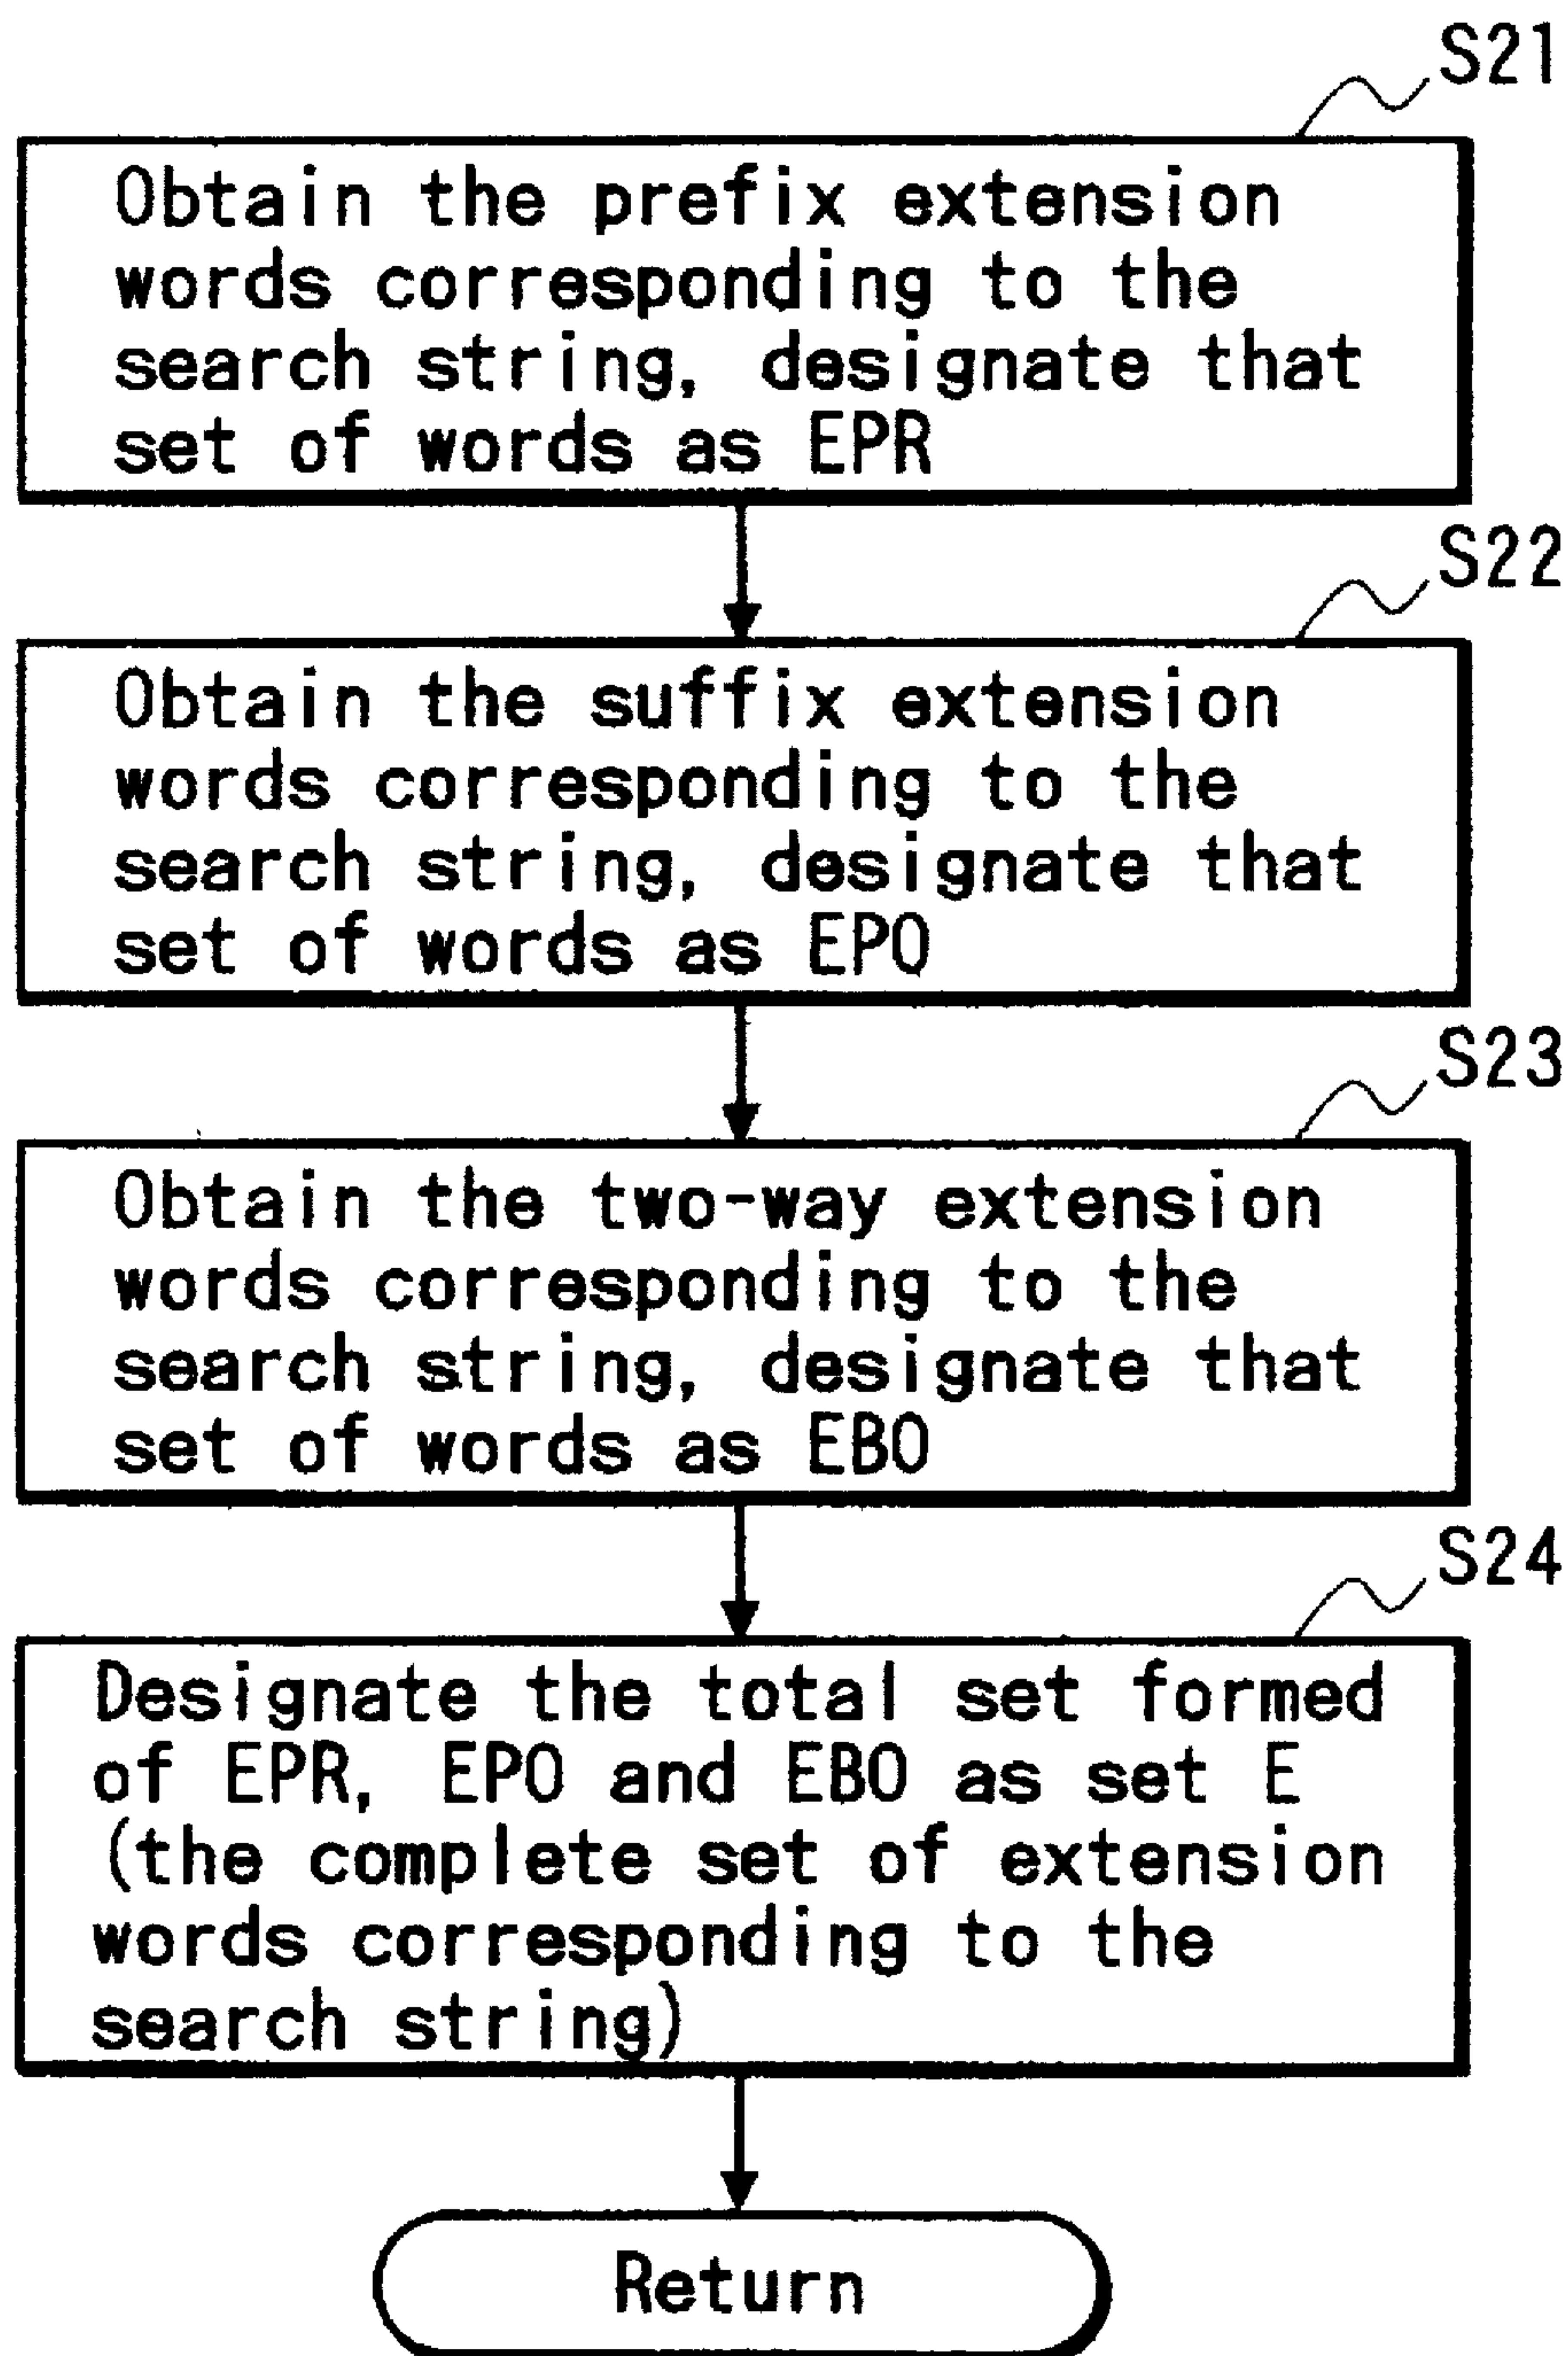 S21
Obtain the prefix extension
words corresponding to the
search string, designate that
set of words as EPR
S22
Obtain the suffix extension
words corresponding to the
search string, designate that
set of words as EPO
S23
Obtain the two-way extension
words corresponding to the
search string, designate that
set of words as EBO
S24
Designate the total set formed
of EPR, EPO and EBO as set E
(the complete set of extension
words corresponding to the
search string)
Return